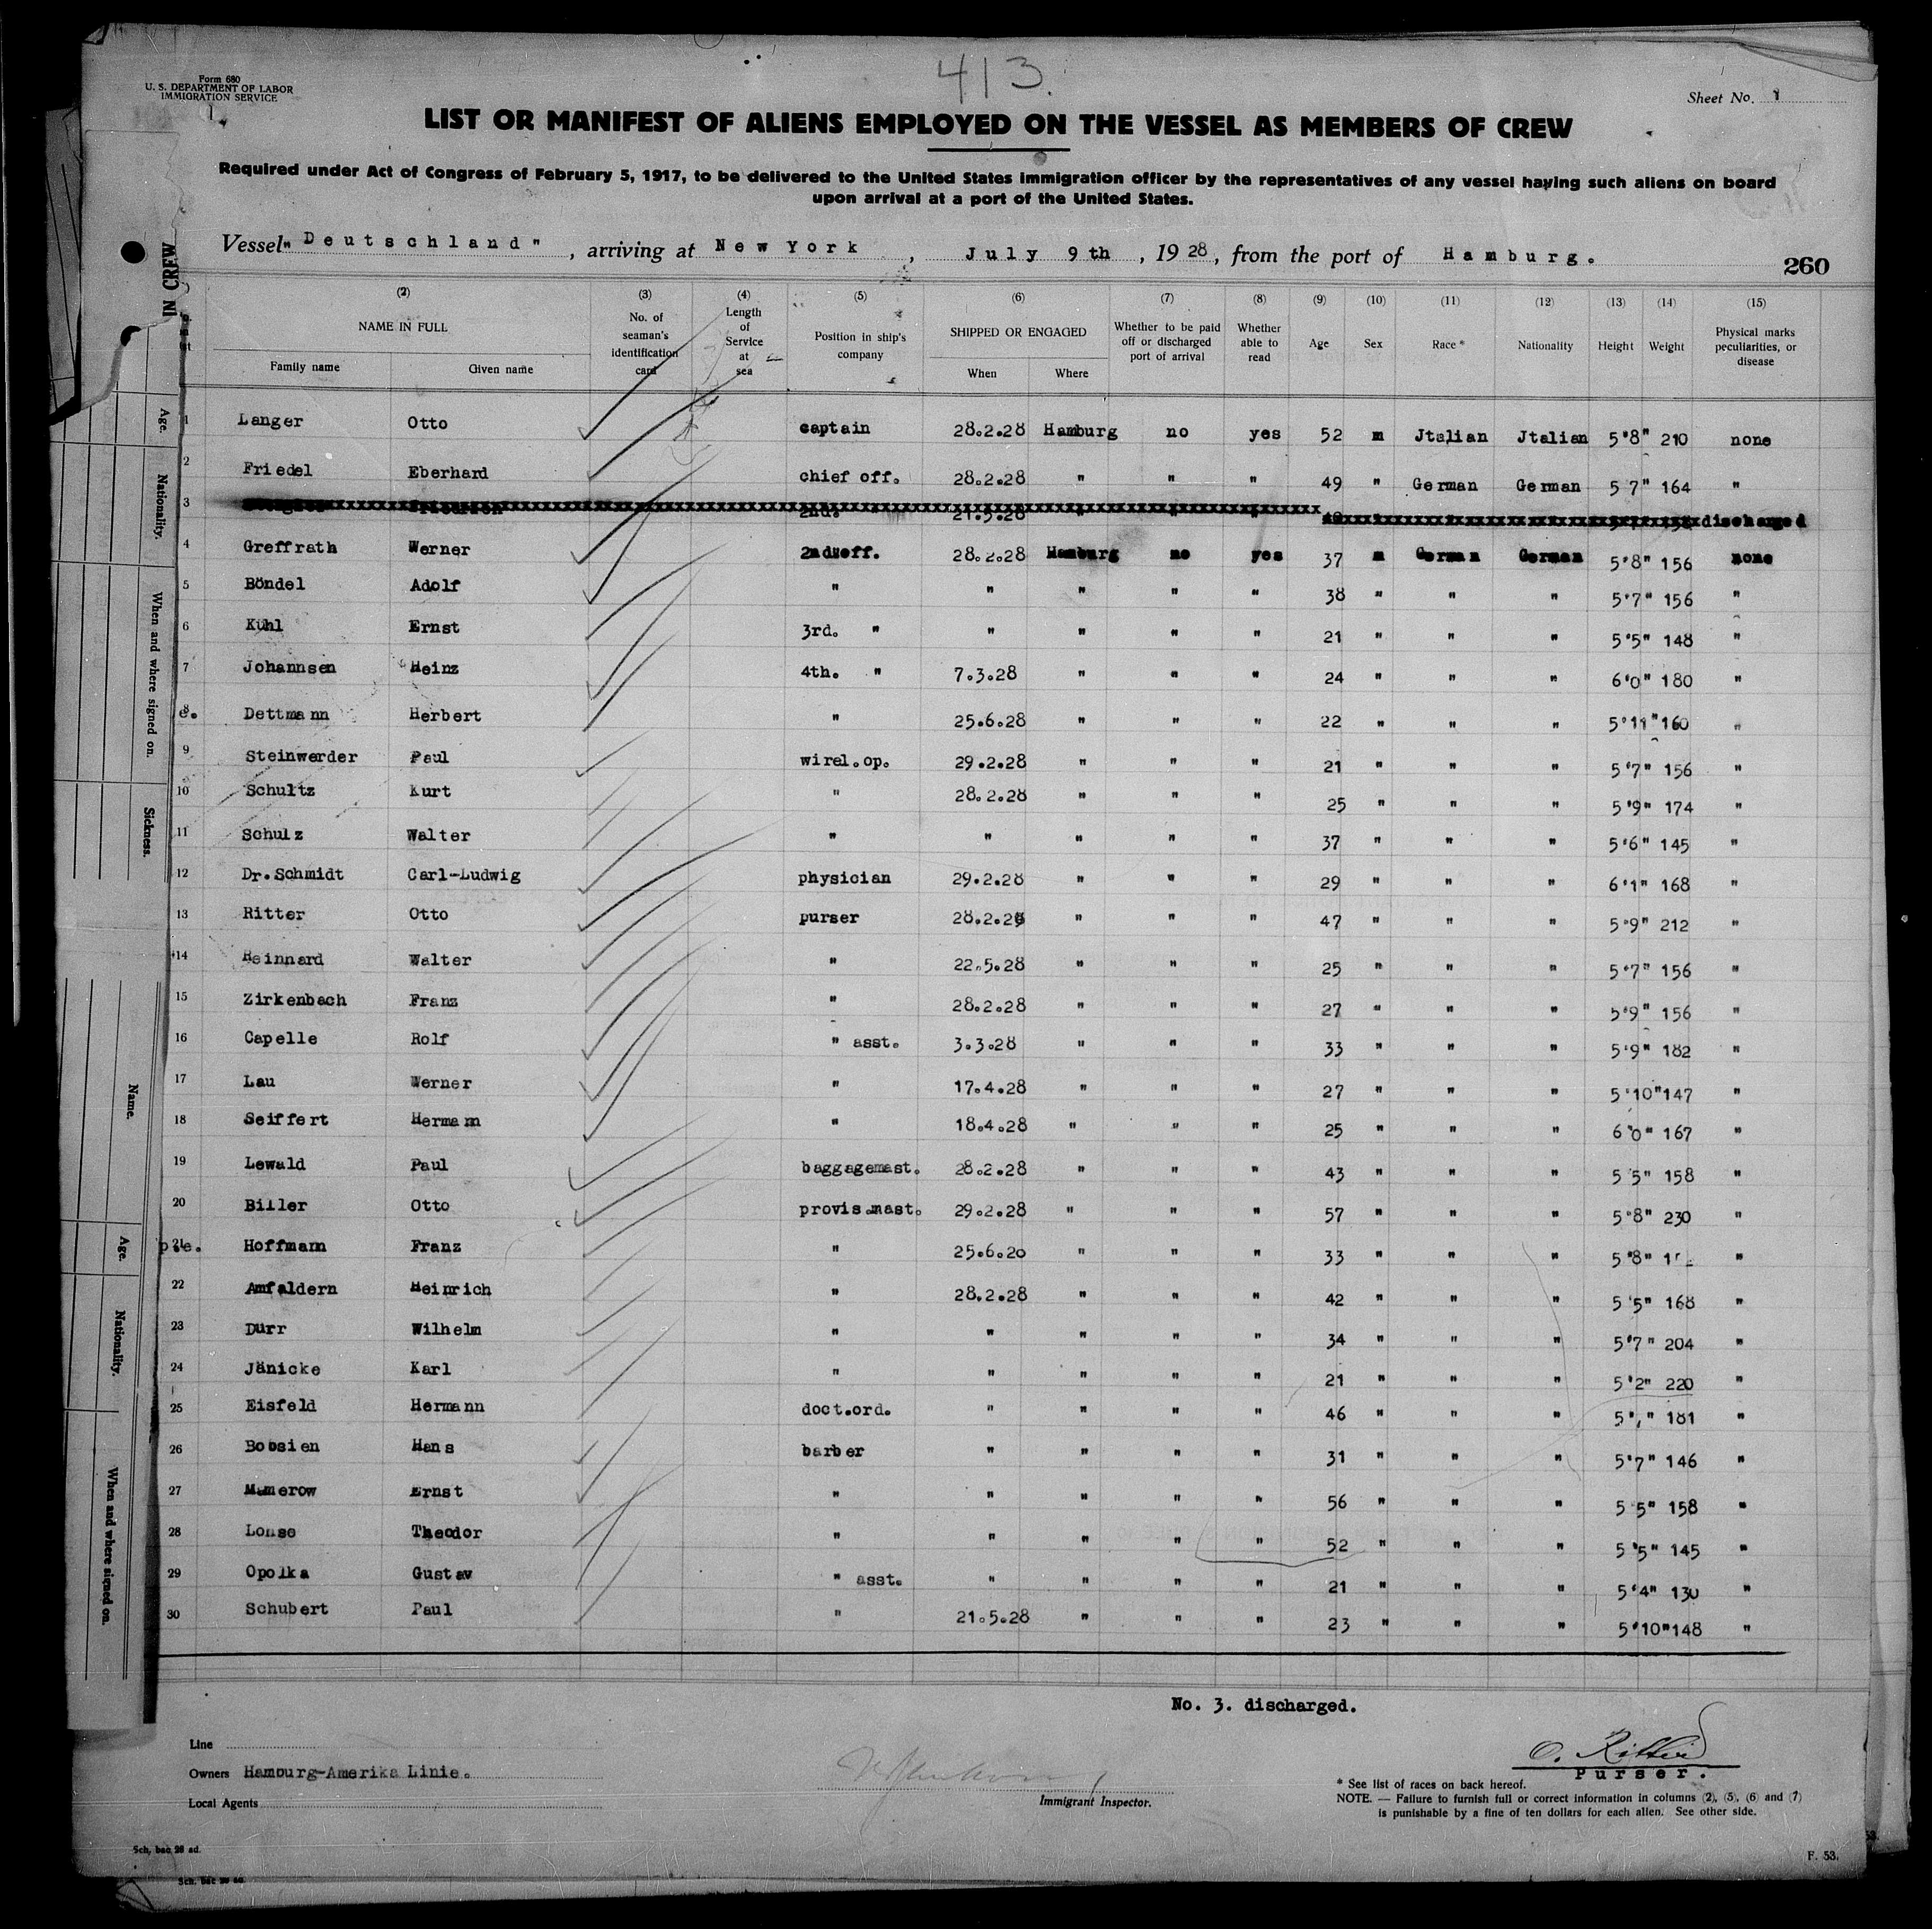 413.
Form 680
U. S. DEPARTMENT OF LABOR
IMMIGRATION SERVICE
Sheet No. 1
LIST OR MANIFEST OF ALIENS EMPLOYED ON THE VESSEL AS MEMBERS OF CREW
Required under Act of Congress of February 5, 1917, to be delivered to the United States immigration officer by the representatives of any vessel having such aliens on board
upon arrival at a port of the United States.
Vessel "Deutschland", arriving at New York, July 9th, 1928, from the port of Hamburg.
260
(2) (3) (4) (5) (6) (7) (8) (9) (10) (11) (12) (13) (14) (15)
NAME IN FULL Family name Given name No. of seaman's identification card Length of Service at sea Position in ship's company SHIPPED OR ENGAGED When Where Whether to be paid off or discharged port of arrival Whether able to read Age Sex Race* Nationality Height Weight Physical marks peculiarities, or disease
1 Langer Otto captain 28.2.28 Hamburg no yes 52 m Jtalian Jtalian 5'8" 210 none
2 Friedel Eberhard chief off. 28.2.28 " " " 49 " German German 5 7" 164 "
3 2nd. " 21.5.28 discharged
4 Greffrath Werner 2nd off. 28.2.28 Hamburg no yes 37 m German German 5'8" 156 none
5 Böndel Adolf " " " " " 38 " " " 5'7" 156 "
6 Kühl Ernst 3rd. " " " " " 21 " " " 5'5" 148 "
7 Johannsen Heinz 4th. " 7.3.28 " " " 24 " " " 6'0" 180 "
8 Dettmann Herbert " 25.6.28 " " " 22 " " " 5'11" 160 "
9 Steinwerder Paul wirel.op. 29.2.28 " " " 21 " " " 5'7" 156 "
10 Schultz Kurt " 28.2.28 " " " 25 " " " 5'9" 174 "
11 Schulz Walter " " " " " 37 " " " 5'6" 145 "
12 Dr.Schmidt Carl-Ludwig physician 29.2.28 " " " 29 " " " 6'1" 168 "
13 Ritter Otto purser 28.2.28 " " " 47 " " " 5'9" 212 "
14 Reinnard Walter " 22.5.28 " " " 25 " " " 5'7" 156 "
15 Zirkenbach Franz " 28.2.28 " " " 27 " " " 5'9" 156 "
16 Capelle Rolf " asst. 3.3.28 " " " 33 " " " 5'9" 182 "
17 Lau Werner " 17.4.28 " " " 27 " " " 5'10" 147 "
18 Seiffert Hermann " 18.4.28 " " " 25 " " " 6'0" 167 "
19 Lewald Paul baggagemast. 28.2.28 " " " 43 " " " 5 5" 158 "
20 Biller Otto provis.mast. 29.2.28 " " " 57 " " " 5'8" 230 "
21 Hoffmann Franz " 25.6.28 " " " 33 " " " 5'8" "
22 Amfaldern Heinrich " 28.2.28 " " " 42 " " " 5'5" 168 "
23 Dürr Wilhelm " " " " " 34 " " " 5'7" 204 "
24 Jänicke Karl " " " " " 21 " " " 5'2" 220 "
25 Eisfeld Hermann doct.ord. " " " " 46 " " " 181 "
26 Bobsien Hans barber " " " " 31 " " " 5'7" 146 "
27 Mamerow Ernst " " " " " 56 " " " 5 5" 158 "
28 Lohse Theodor " " " " " 52 " " " 5'5" 145 "
29 Opolka Gustav " asst. " " " " 21 " " " 5'4" 130 "
30 Schubert Paul " 21.5.28 " " " 23 " " " 5'10" 148 "
No. 3. discharged.
Line
Owners Hamburg-Amerika Linie.
Local Agents
Immigrant Inspector.
O. Ritter
Purser.
* See list of races on back hereof.
NOTE. — Failure to furnish full or correct information in columns (2), (5), (6) and (7)
is punishable by a fine of ten dollars for each alien. See other side.
Sch. bac 28 ad.
F. 53.
IN CREW
Age.
Nationality.
When and where signed on.
Sickness.
Name.
Age.
Nationality.
When and where signed on.